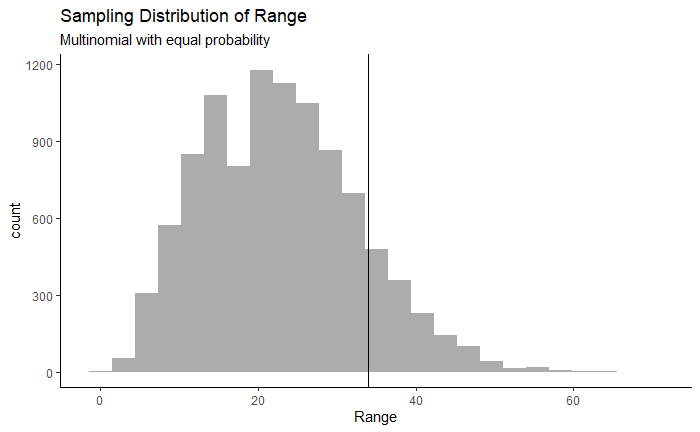 Sampling Distribution of Range
Multinomial with equal probability
1200
900
600
300
0
count
0 20 40 60
Range